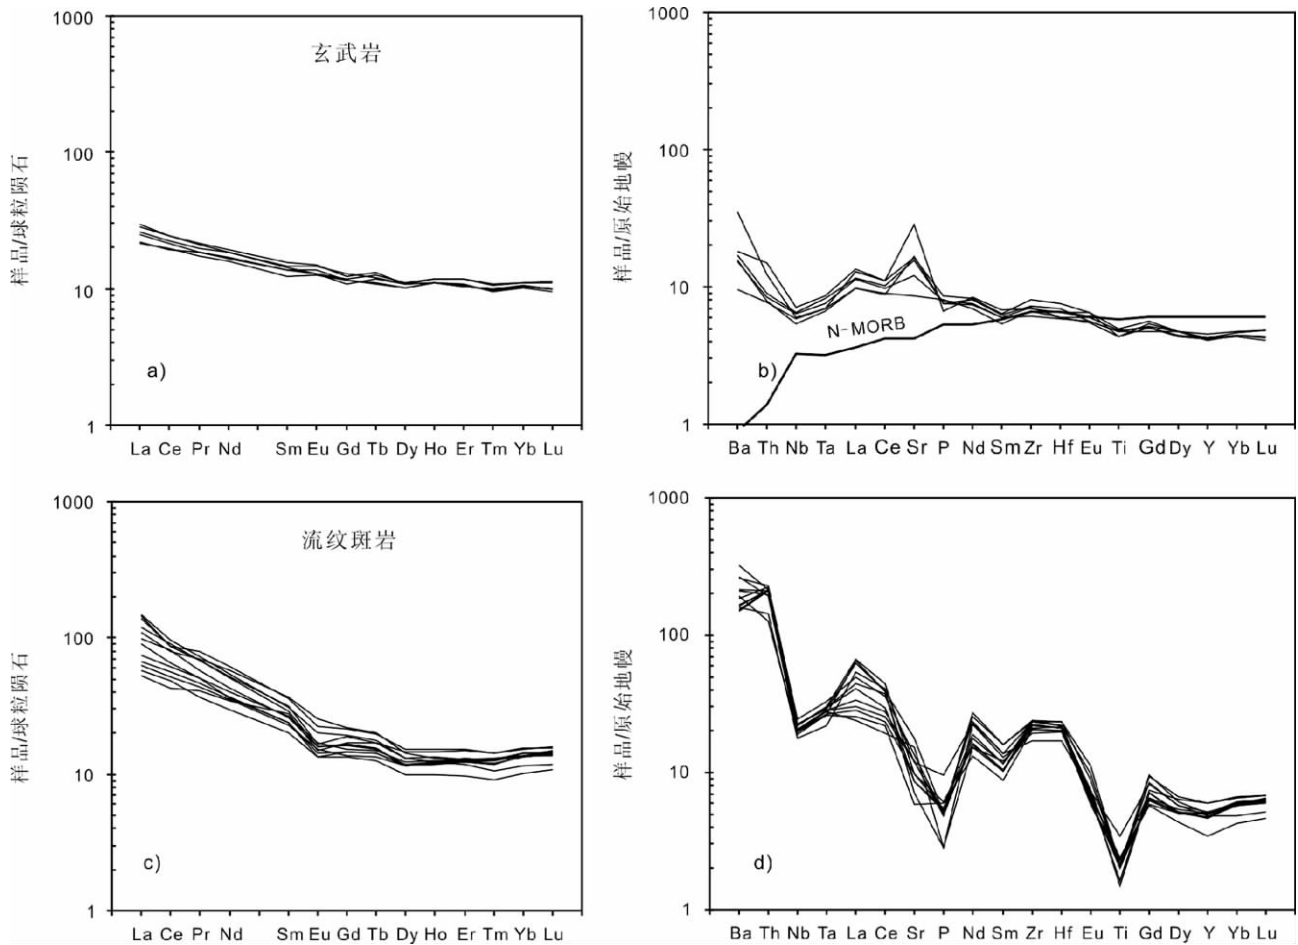 1000
100
10
1
样品/球粒陨石
玄武岩
a)
La Ce Pr Nd Sm Eu Gd Tb Dy Ho Er Tm Yb Lu
1000
100
10
1
样品/原始地幔
N-MORB
b)
Ba Th Nb Ta La Ce Sr P Nd Sm Zr Hf Eu Ti Gd Dy Y Yb Lu
1000
100
10
1
样品/球粒陨石
流纹斑岩
c)
La Ce Pr Nd Sm Eu Gd Tb Dy Ho Er Tm Yb Lu
1000
100
10
1
样品/原始地幔
d)
Ba Th Nb Ta La Ce Sr P Nd Sm Zr Hf Eu Ti Gd Dy Y Yb Lu